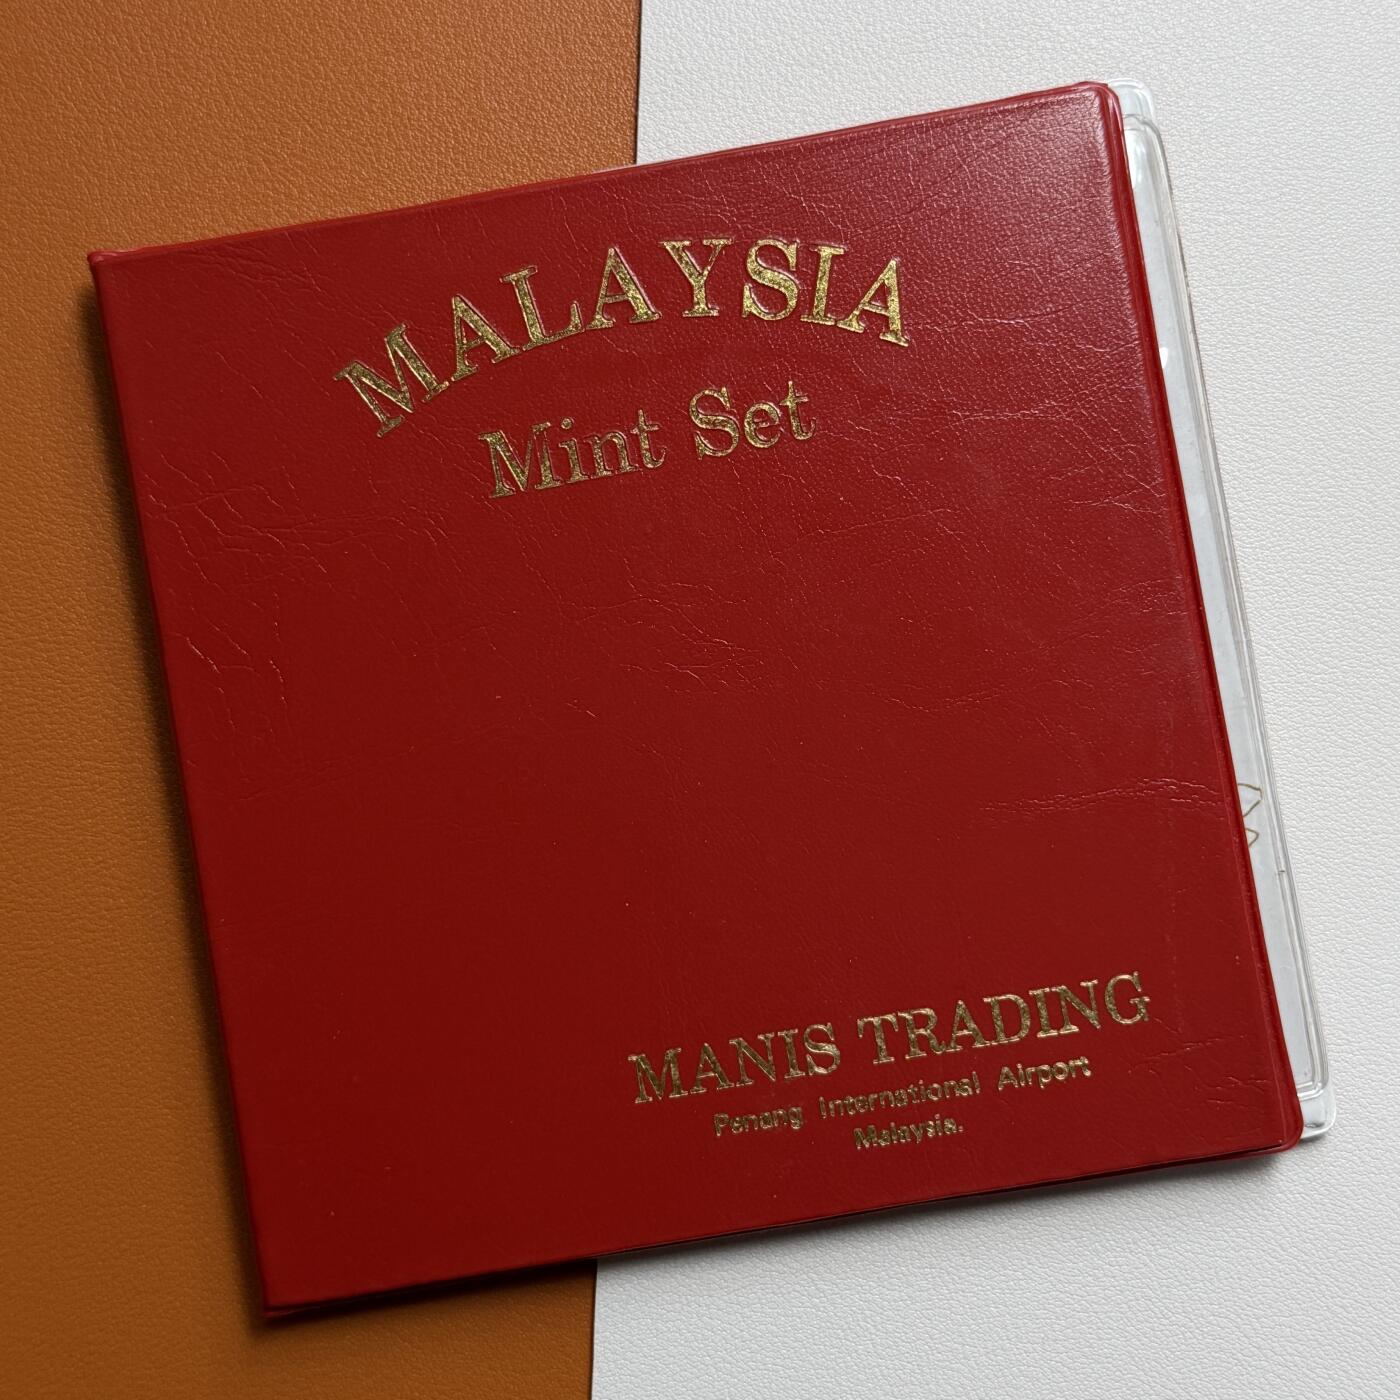 MALAYSIA
Mint Set
MANIS TRADING
Penang International Airport
Malaysia.